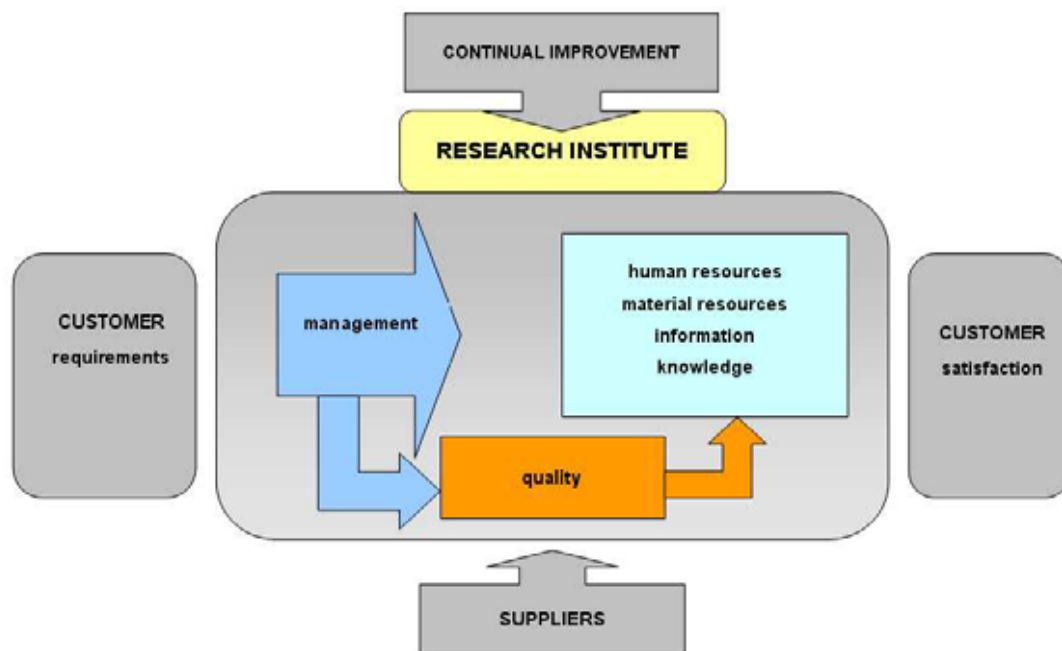 CONTINUAL IMPROVEMENT
RESEARCH INSTITUTE
CUSTOMER
requirements
management
human resources
material resources
information
knowledge
quality
CUSTOMER
satisfaction
SUPPLIERS